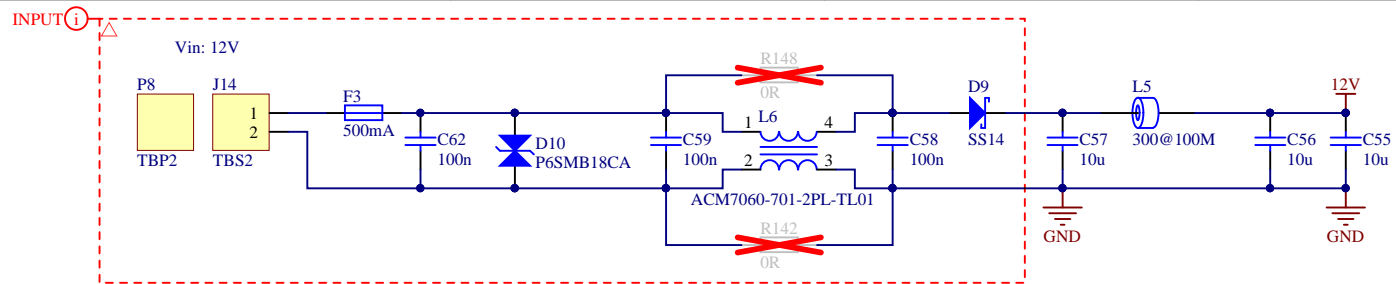 INPUT i
Vin: 12V
P8
TBP2
J14
1
2
TBS2
F3
500mA
C62
100n
D10
P6SMB18CA
C59
100n
R148
0R
L6
1 4
2 3
ACM7060-701-2PL-TL01
R142
0R
C58
100n
D9
SS14
C57
10u
GND
L5
300@100M
C56
10u
12V
C55
10u
GND